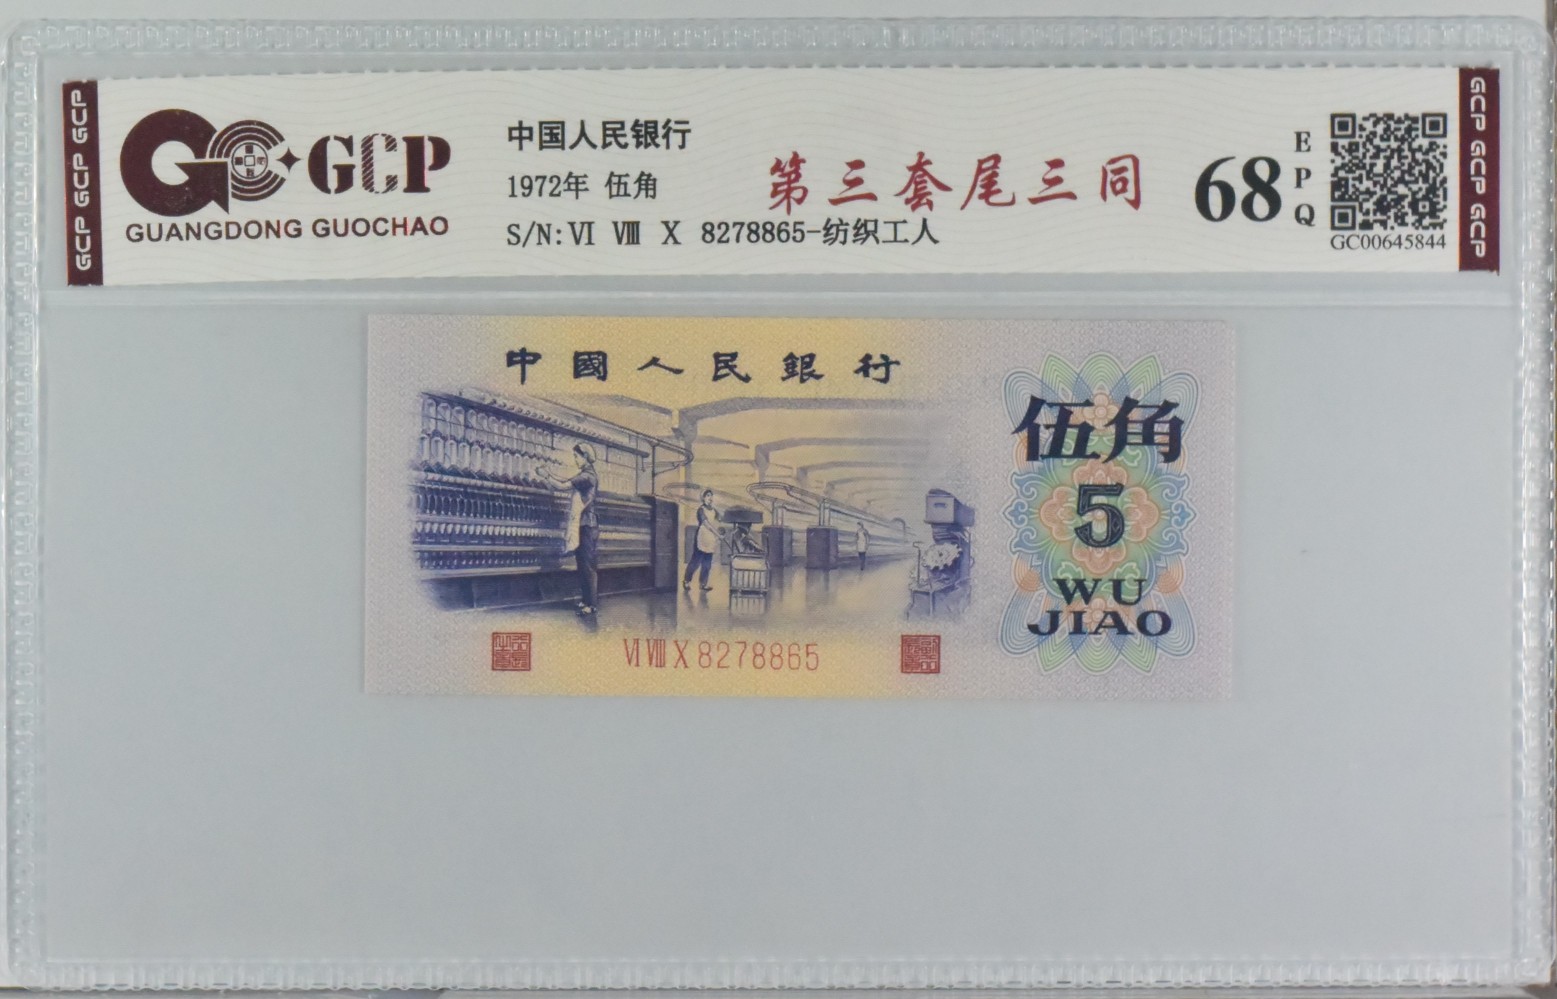 GCP GCP GCP
GCP
GUANGDONG GUOCHAO
中国人民银行
1972年 伍角
S/N:Ⅵ Ⅷ Ⅹ 8278865-纺织工人
第三套尾三同
68
EPQ
GC00645844
GCP GCP GCP
中國人民銀行
伍角
5
WU
JIAO
Ⅵ Ⅷ Ⅹ 8278865